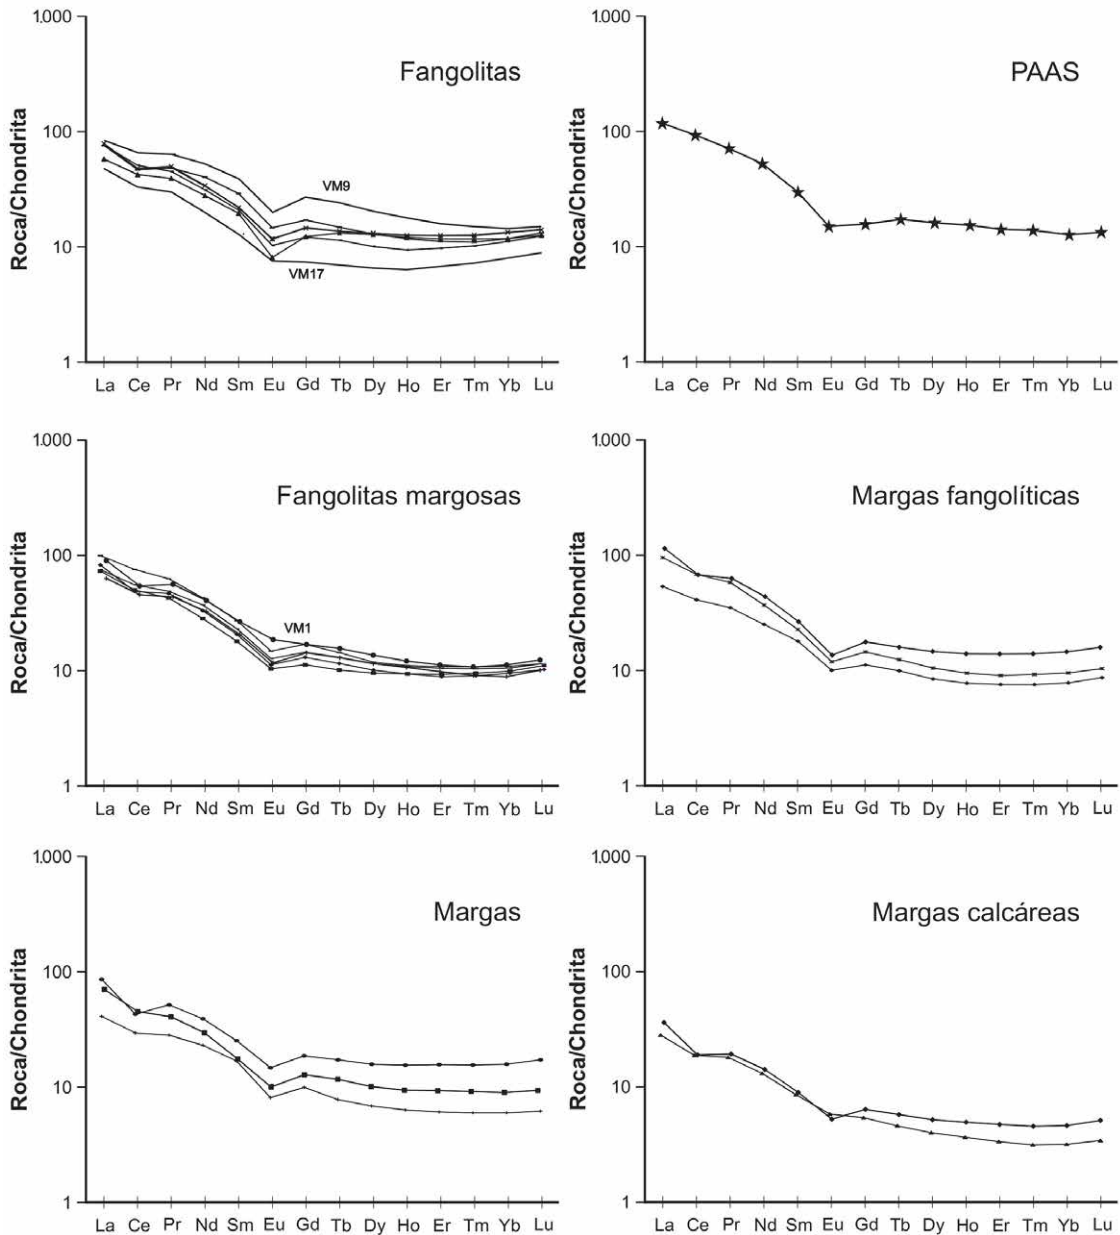 1.000
100
10
1
Roca/Chondrita
Fangolitas
VM9
VM17
La Ce Pr Nd Sm Eu Gd Tb Dy Ho Er Tm Yb Lu
1.000
100
10
1
Roca/Chondrita
PAAS
La Ce Pr Nd Sm Eu Gd Tb Dy Ho Er Tm Yb Lu
1.000
100
10
1
Roca/Chondrita
Fangolitas margosas
VM1
La Ce Pr Nd Sm Eu Gd Tb Dy Ho Er Tm Yb Lu
1.000
100
10
1
Roca/Chondrita
Margas fangolíticas
La Ce Pr Nd Sm Eu Gd Tb Dy Ho Er Tm Yb Lu
1.000
100
10
1
Roca/Chondrita
Margas
La Ce Pr Nd Sm Eu Gd Tb Dy Ho Er Tm Yb Lu
1.000
100
10
1
Roca/Chondrita
Margas calcáreas
La Ce Pr Nd Sm Eu Gd Tb Dy Ho Er Tm Yb Lu